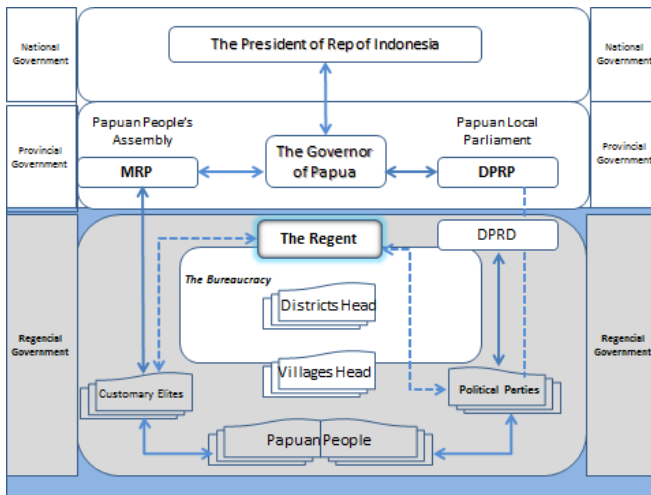 National
Government
The President of Rep of Indonesia
National
Government
Provincial
Government
Papuan People's
Assembly
MRP
The Governor
of Papua
Papuan Local
Parliament
DPRP
Provincial
Government
The Regent
DPRD
The Bureaucracy
Districts Head
Regencial
Government
Villages Head
Customary Elites
Political Parties
Papuan People
Regencial
Government